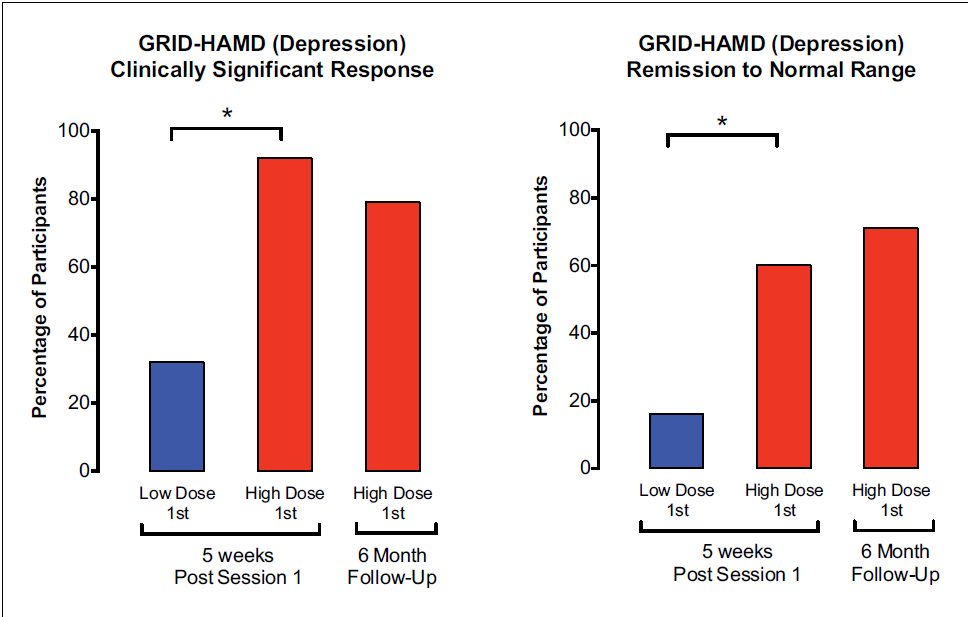 GRID-HAMD (Depression)
Clinically Significant Response
*
100
80
60
40
20
0
Percentage of Participants
Low Dose
1st
High Dose
1st
High Dose
1st
5 weeks
Post Session 1
6 Month
Follow-Up
GRID-HAMD (Depression)
Remission to Normal Range
*
100
80
60
40
20
0
Percentage of Participants
Low Dose
1st
High Dose
1st
High Dose
1st
5 weeks
Post Session 1
6 Month
Follow-Up